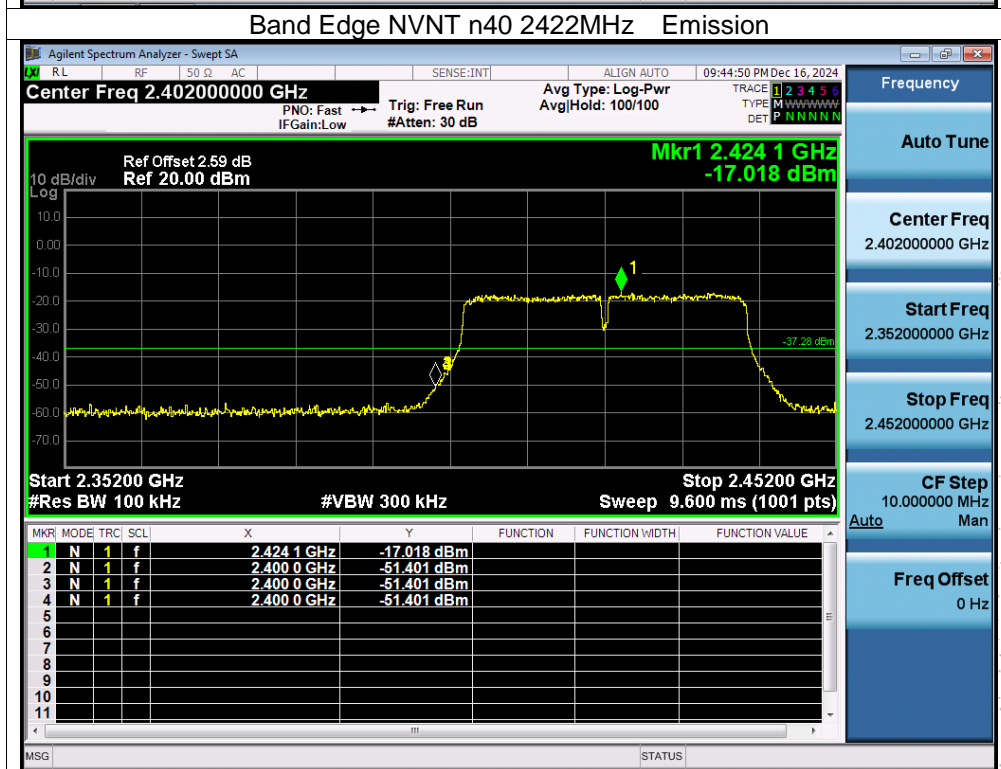 Band Edge NVNT n40 2422MHz Emission
Agilent Spectrum Analyzer - Swept SA
LXI RL RF 50 Ω AC SENSE:INT ALIGN AUTO 09:44:50 PM Dec 16, 2024
Center Freq 2.402000000 GHz
PNO: Fast
IFGain:Low
Trig: Free Run
#Atten: 30 dB
Avg Type: Log-Pwr
Avg|Hold: 100/100
TRACE 1 2 3 4 5 6
TYPE M WWWWW
DET P N N N N N
Mkr1 2.424 1 GHz
-17.018 dBm
Ref Offset 2.59 dB
10 dB/div Ref 20.00 dBm
Log
10.0
0.00
-10.0
-20.0
-30.0
-40.0
-50.0
-60.0
-70.0
1
-37.28 dBm
Start 2.35200 GHz Stop 2.45200 GHz
#Res BW 100 kHz #VBW 300 kHz Sweep 9.600 ms (1001 pts)
MKR MODE TRC SCL X Y FUNCTION FUNCTION WIDTH FUNCTION VALUE
1 N 1 f 2.424 1 GHz -17.018 dBm
2 N 1 f 2.400 0 GHz -51.401 dBm
3 N 1 f 2.400 0 GHz -51.401 dBm
4 N 1 f 2.400 0 GHz -51.401 dBm
5
6
7
8
9
10
11
MSG STATUS
Frequency
Auto Tune
Center Freq
2.402000000 GHz
Start Freq
2.352000000 GHz
Stop Freq
2.452000000 GHz
CF Step
10.000000 MHz
Auto Man
Freq Offset
0 Hz